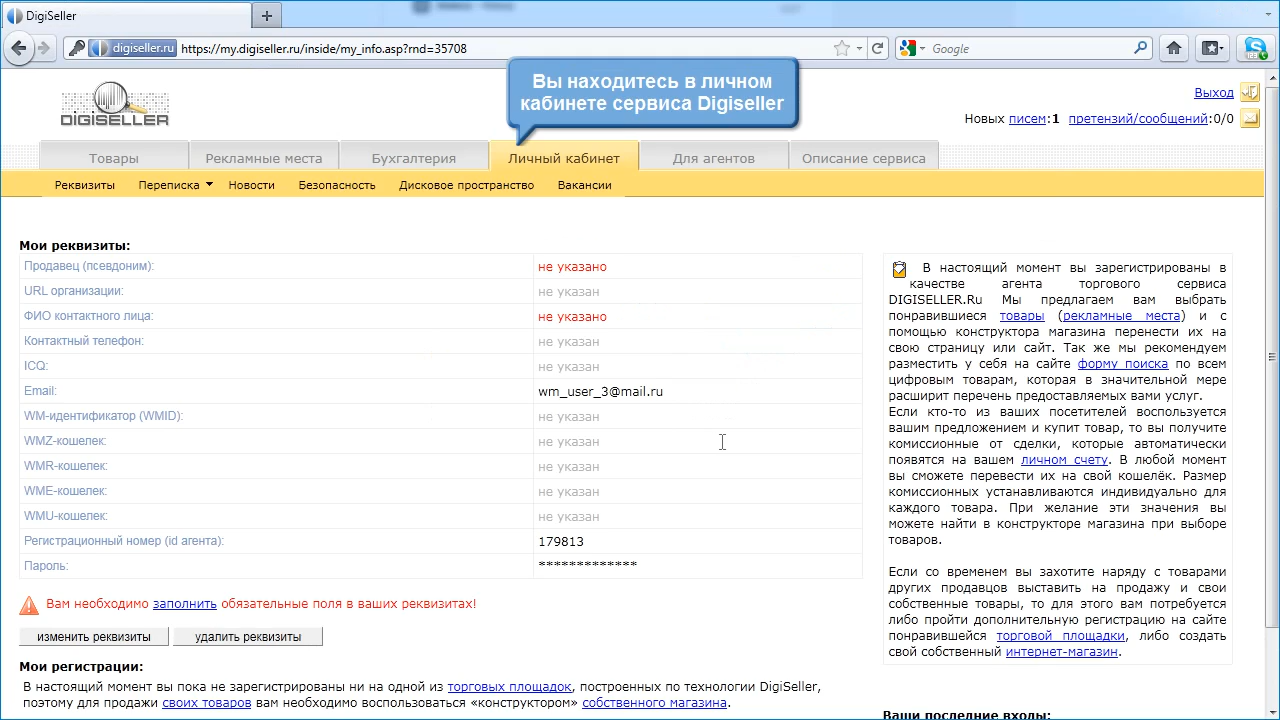 DigiSeller
digiseller.ru
https://my.digiseller.ru/inside/my_info.asp?rnd=35708
Google
Вы находитесь в личном
кабинете сервиса Digiseller
DIGISELLER
Выход
Новых писем:1 претензий/сообщений:0/0
Товары
Рекламные места
Бухгалтерия
Личный кабинет
Для агентов
Описание сервиса
Реквизиты
Переписка
Новости
Безопасность
Дисковое пространство
Вакансии
Мои реквизиты:
Продавец (псевдоним): не указано
URL организации: не указан
ФИО контактного лица: не указано
Контактный телефон: не указан
ICQ: не указан
Email: wm_user_3@mail.ru
WM-идентификатор (WMID): не указан
WMZ-кошелек: не указан
WMR-кошелек: не указан
WME-кошелек: не указан
WMU-кошелек: не указан
Регистрационный номер (id агента): 179813
Пароль: *************
Вам необходимо заполнить обязательные поля в ваших реквизитах!
изменить реквизиты
удалить реквизиты
Мои регистрации:
В настоящий момент вы пока не зарегистрированы ни на одной из торговых площадок, построенных по технологии DigiSeller,
поэтому для продажи своих товаров вам необходимо воспользоваться «конструктором» собственного магазина.
В настоящий момент вы зарегистрированы в
качестве агента торгового сервиса
DIGISELLER.Ru Мы предлагаем вам выбрать
понравившиеся товары (рекламные места) и с
помощью конструктора магазина перенести их на
свою страницу или сайт. Так же мы рекомендуем
разместить у себя на сайте форму поиска по всем
цифровым товарам, которая в значительной мере
расширит перечень предоставляемых вами услуг.
Если кто-то из ваших посетителей воспользуется
вашим предложением и купит товар, то вы получите
комиссионные от сделки, которые автоматически
появятся на вашем личном счету. В любой момент
вы сможете перевести их на свой кошелёк. Размер
комиссионных устанавливаются индивидуально для
каждого товара. При желание эти значения вы
можете найти в конструкторе магазина при выборе
товаров.
Если со временем вы захотите наряду с товарами
других продавцов выставить на продажу и свои
собственные товары, то для этого вам потребуется
либо пройти дополнительную регистрацию на сайте
понравившейся торговой площадки, либо создать
свой собственный интернет-магазин.
Ваши последние входы: